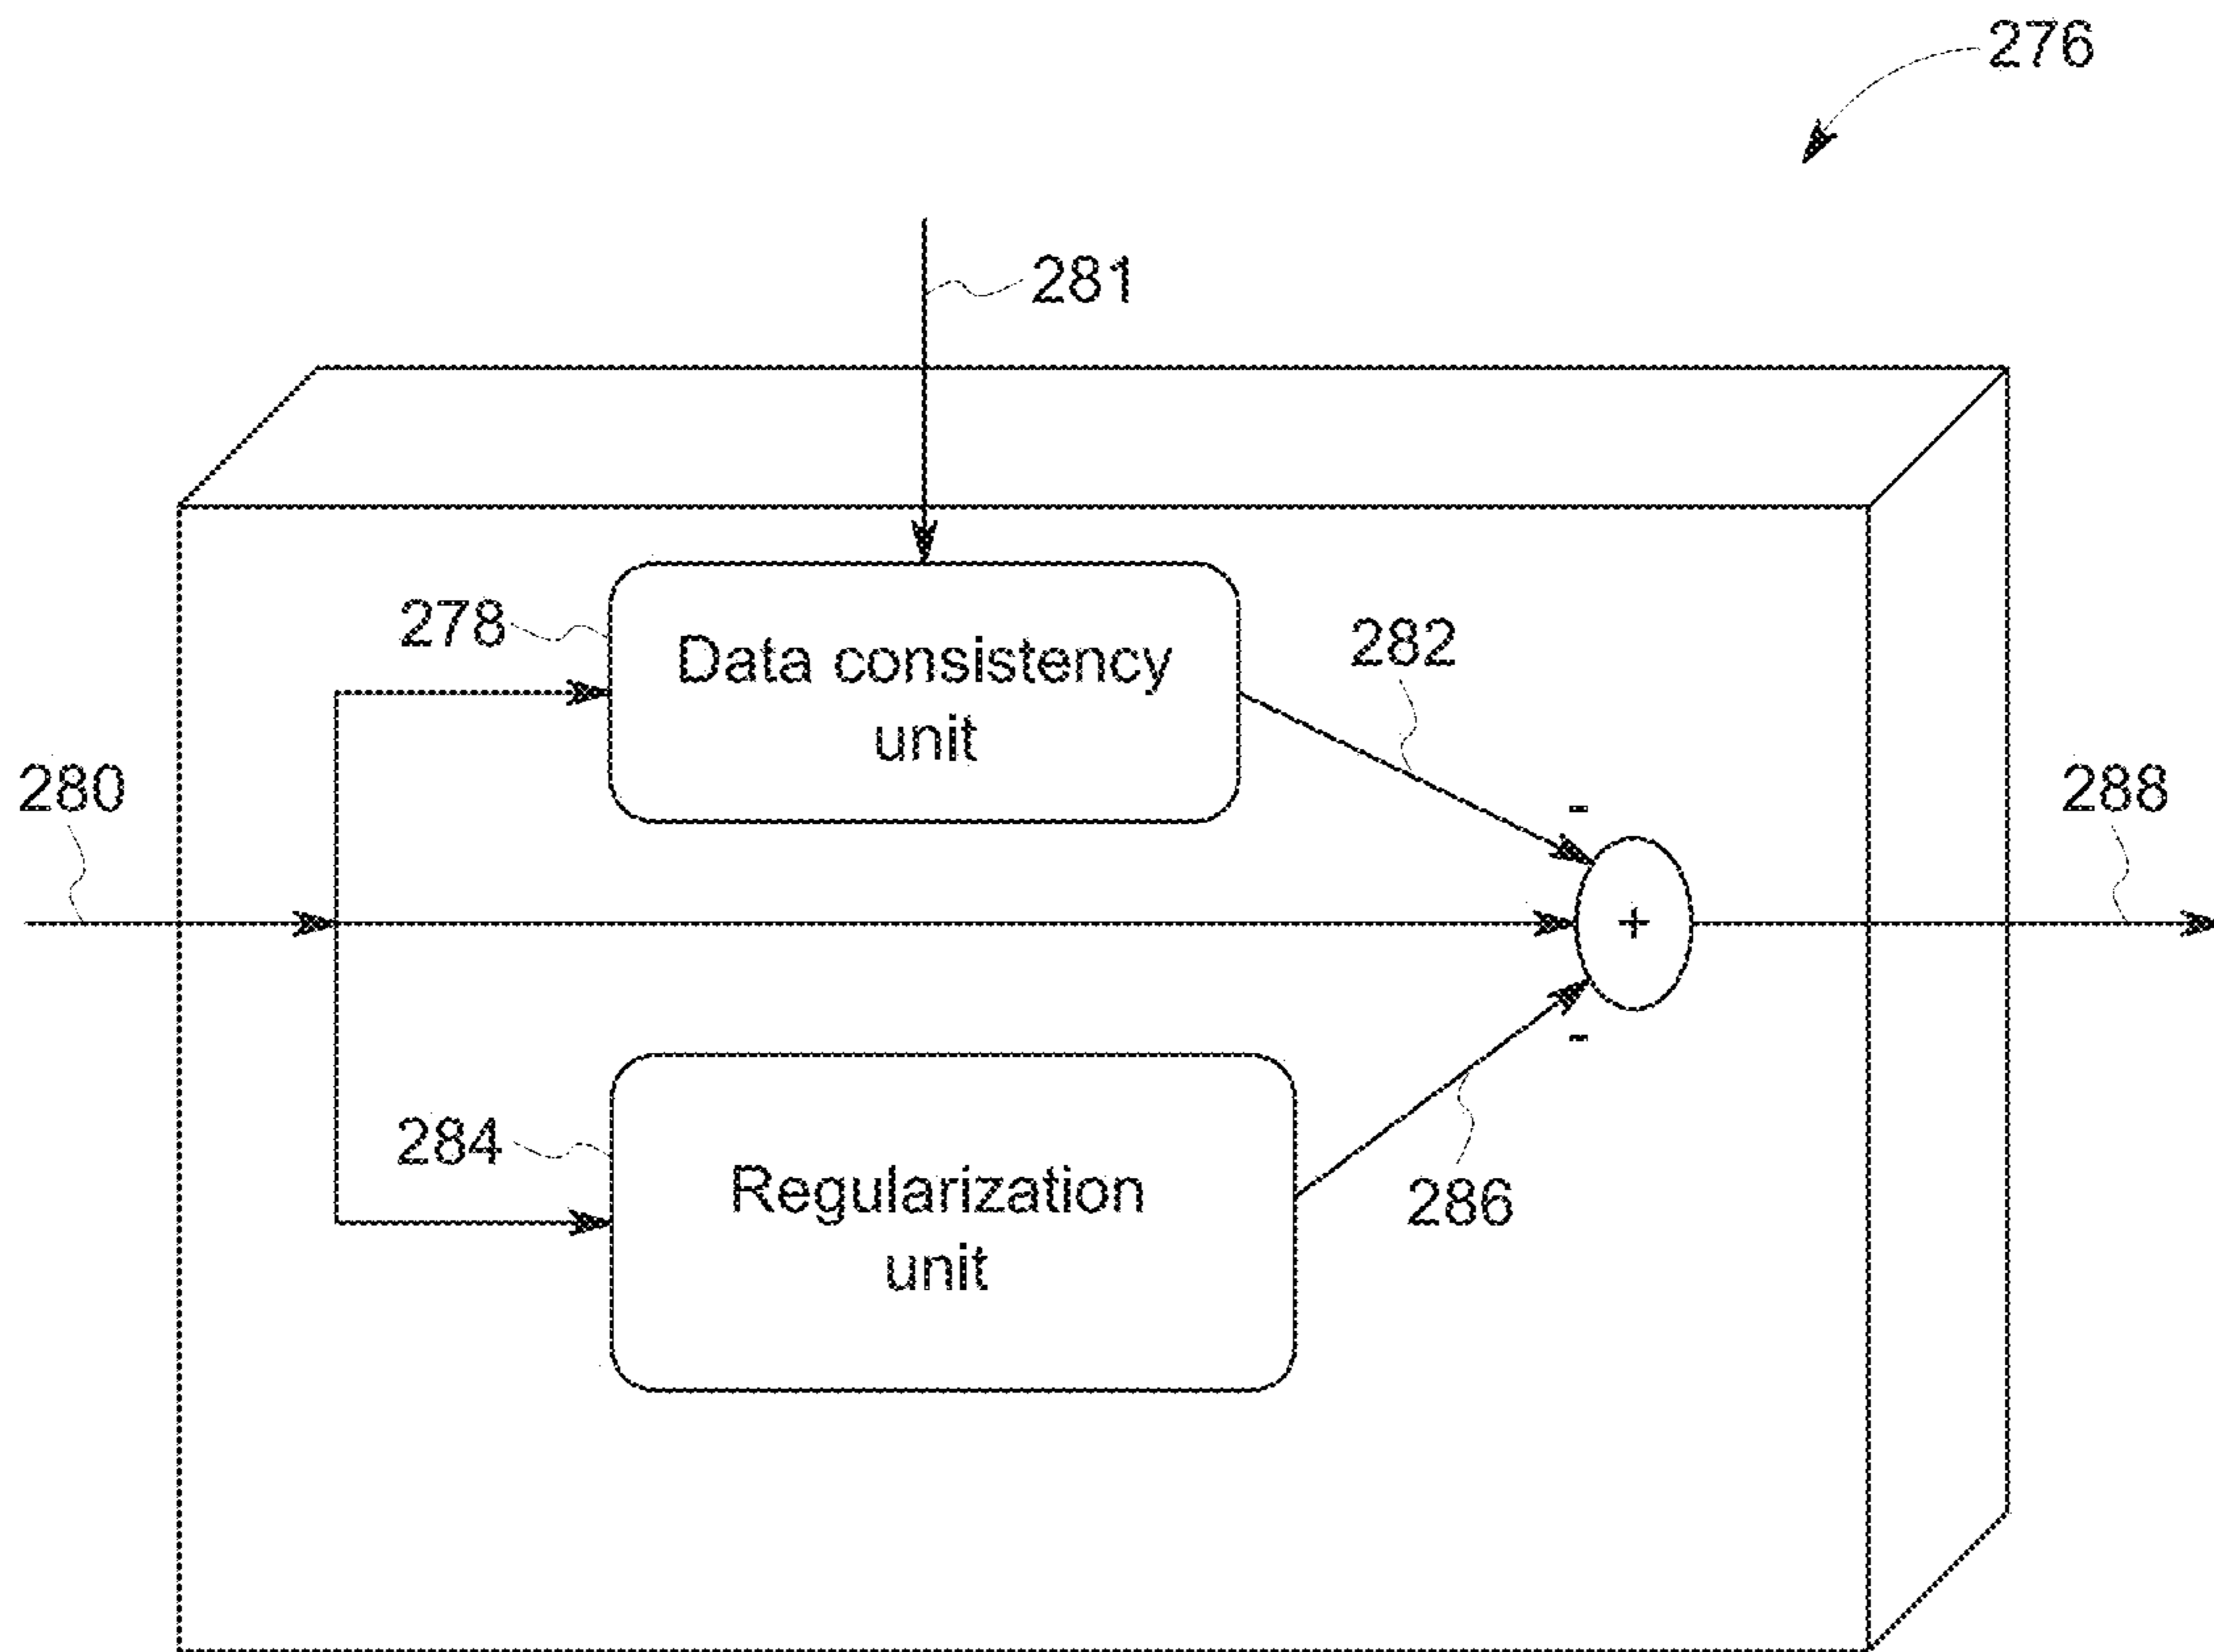 276
281
278
Data consistency
unit
282
280
-
288
+
-
284
Regularization
unit
286